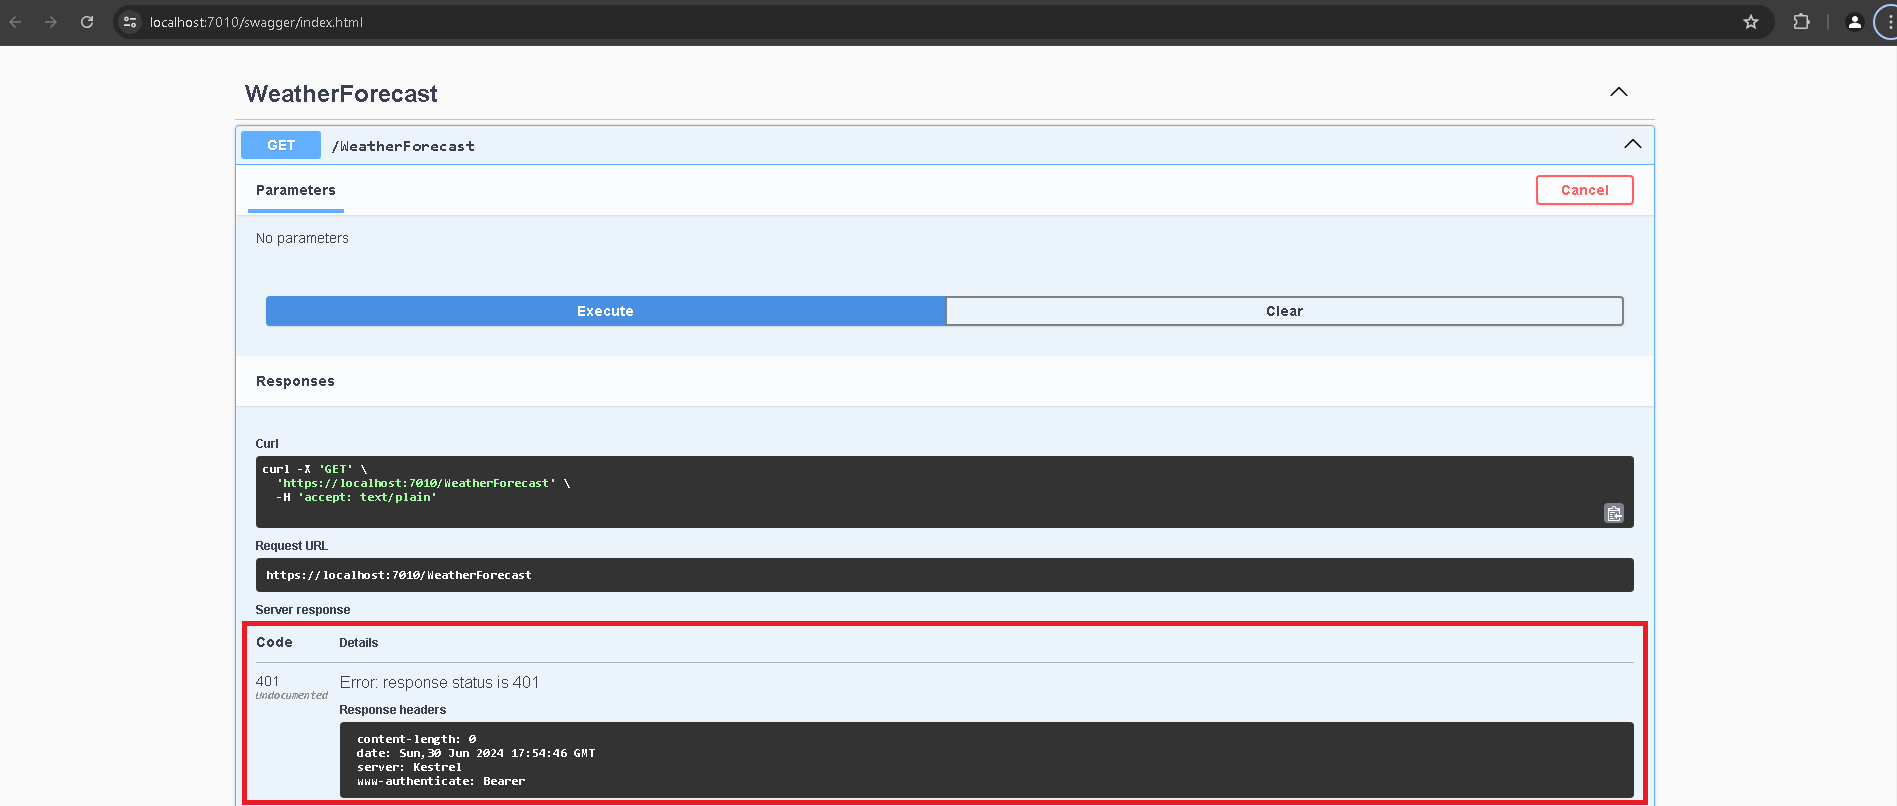 localhost:7010/swagger/index.html
WeatherForecast
GET /WeatherForecast
Parameters
Cancel
No parameters
Execute
Clear
Responses
Curl
curl -X 'GET' \
'https://localhost:7010/WeatherForecast' \
-H 'accept: text/plain'
Request URL
https://localhost:7010/WeatherForecast
Server response
Code Details
401 Error: response status is 401
Undocumented
Response headers
content-length: 0
date: Sun,30 Jun 2024 17:54:46 GMT
server: Kestrel
www-authenticate: Bearer